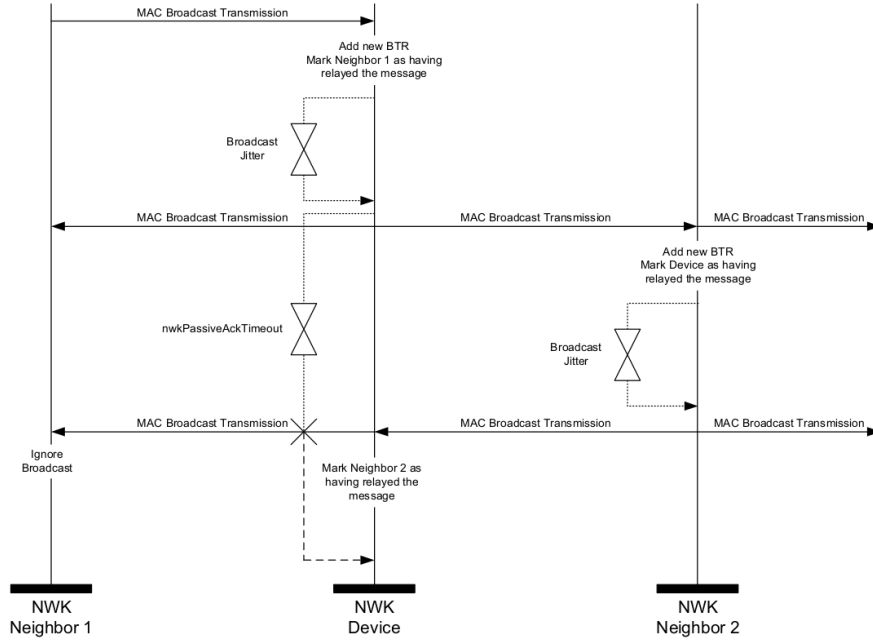 MAC Broadcast Transmission
Add new BTR
Mark Neighbor 1 as having
relayed the message
Broadcast
Jitter
MAC Broadcast Transmission
MAC Broadcast Transmission
MAC Broadcast Transmission
Add new BTR
Mark Device as having
relayed the message
nwkPassiveAckTimeout
Broadcast
Jitter
MAC Broadcast Transmission
MAC Broadcast Transmission
MAC Broadcast Transmission
Ignore
Broadcast
Mark Neighbor 2 as
having relayed the
message
NWK
Neighbor 1
NWK
Device
NWK
Neighbor 2